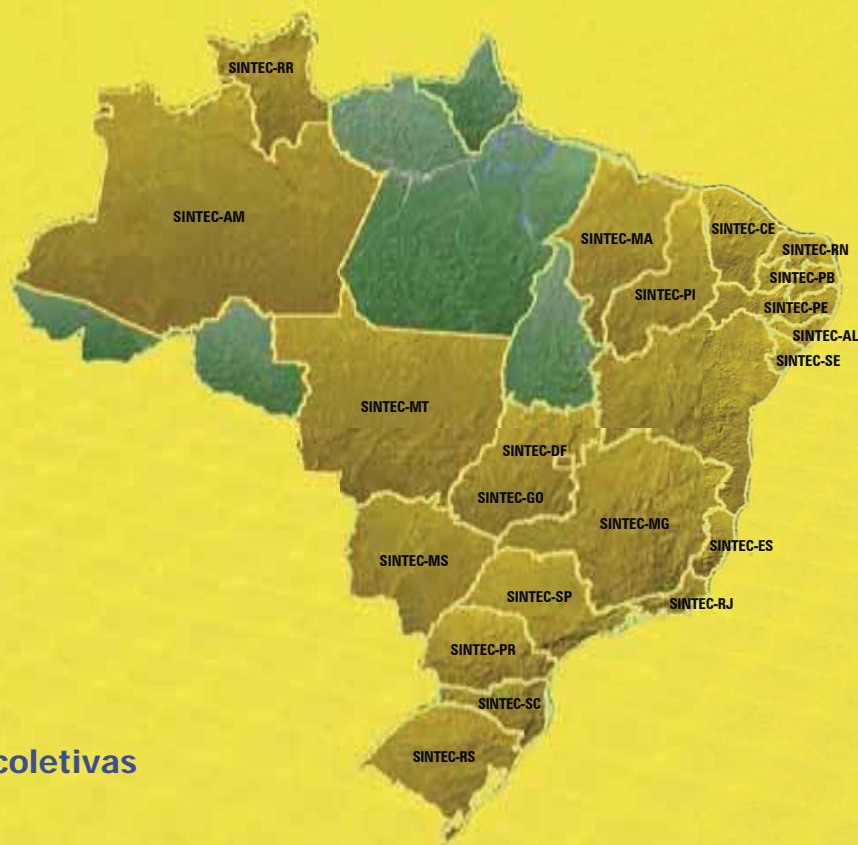 SINTEC-RR
SINTEC-AM
SINTEC-MA
SINTEC-CE
SINTEC-RN
SINTEC-PB
SINTEC-PI
SINTEC-PE
SINTEC-AL
SINTEC-SE
SINTEC-MT
SINTEC-DF
SINTEC-GO
SINTEC-MG
SINTEC-ES
SINTEC-MS
SINTEC-SP
SINTEC-RJ
SINTEC-PR
SINTEC-SC
SINTEC-RS
coletivas